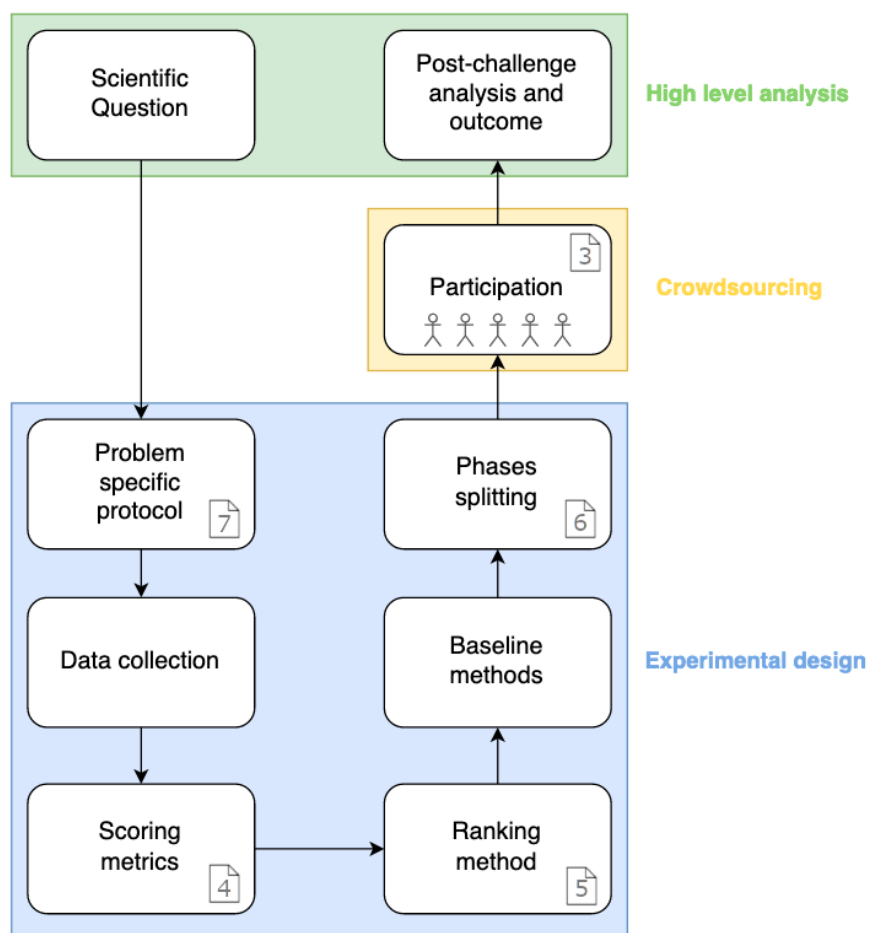 Scientific
Question
Post-challenge
analysis and
outcome
High level analysis
3
Participation
Crowdsourcing
Problem
specific
protocol
7
Phases
splitting
6
Data collection
Baseline
methods
Experimental design
Scoring
metrics
4
Ranking
method
5